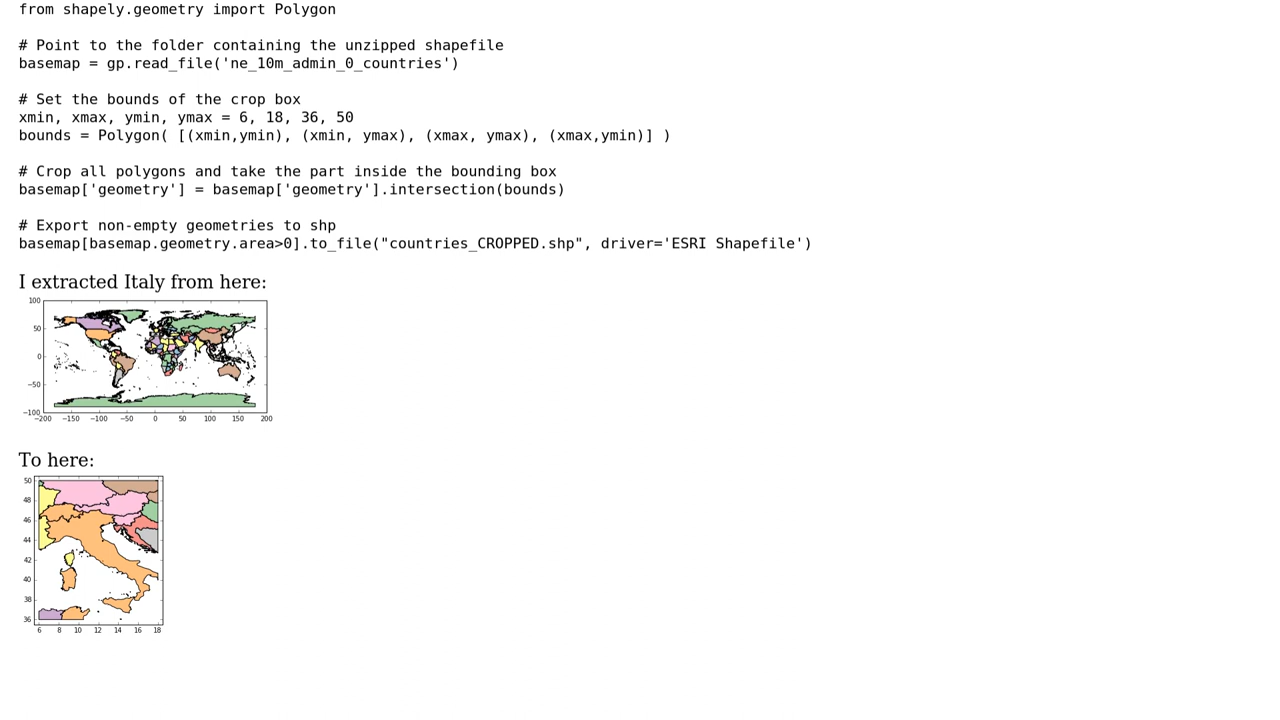 from shapely.geometry import Polygon
# Point to the folder containing the unzipped shapefile
basemap = gp.read_file('ne_10m_admin_0_countries')
# Set the bounds of the crop box
xmin, xmax, ymin, ymax = 6, 18, 36, 50
bounds = Polygon( [(xmin,ymin), (xmin, ymax), (xmax, ymax), (xmax,ymin)] )
# Crop all polygons and take the part inside the bounding box
basemap['geometry'] = basemap['geometry'].intersection(bounds)
# Export non-empty geometries to shp
basemap[basemap.geometry.area>0].to_file("countries_CROPPED.shp", driver='ESRI Shapefile')
I extracted Italy from here:
100
50
0
−50
−100
−200 −150 −100 −50 0 50 100 150 200
To here:
50
48
46
44
42
40
38
36
6 8 10 12 14 16 18